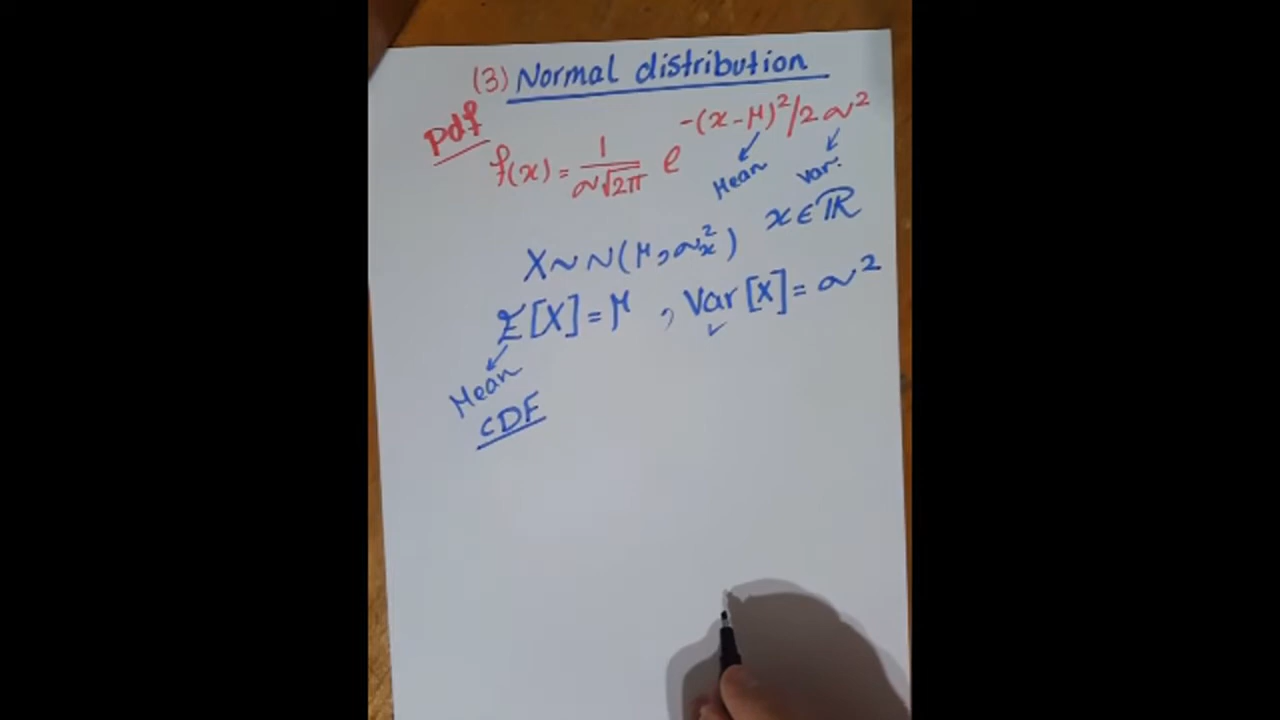 (3) Normal distribution
Pdf
f(x) = 1/σ√2π e^-(x-μ)²/2σ²
Mean Var.
x ∈ ℝ
X ~ N(μ, σₓ²)
E[X] = μ , Var[X] = σ²
Mean
CDF